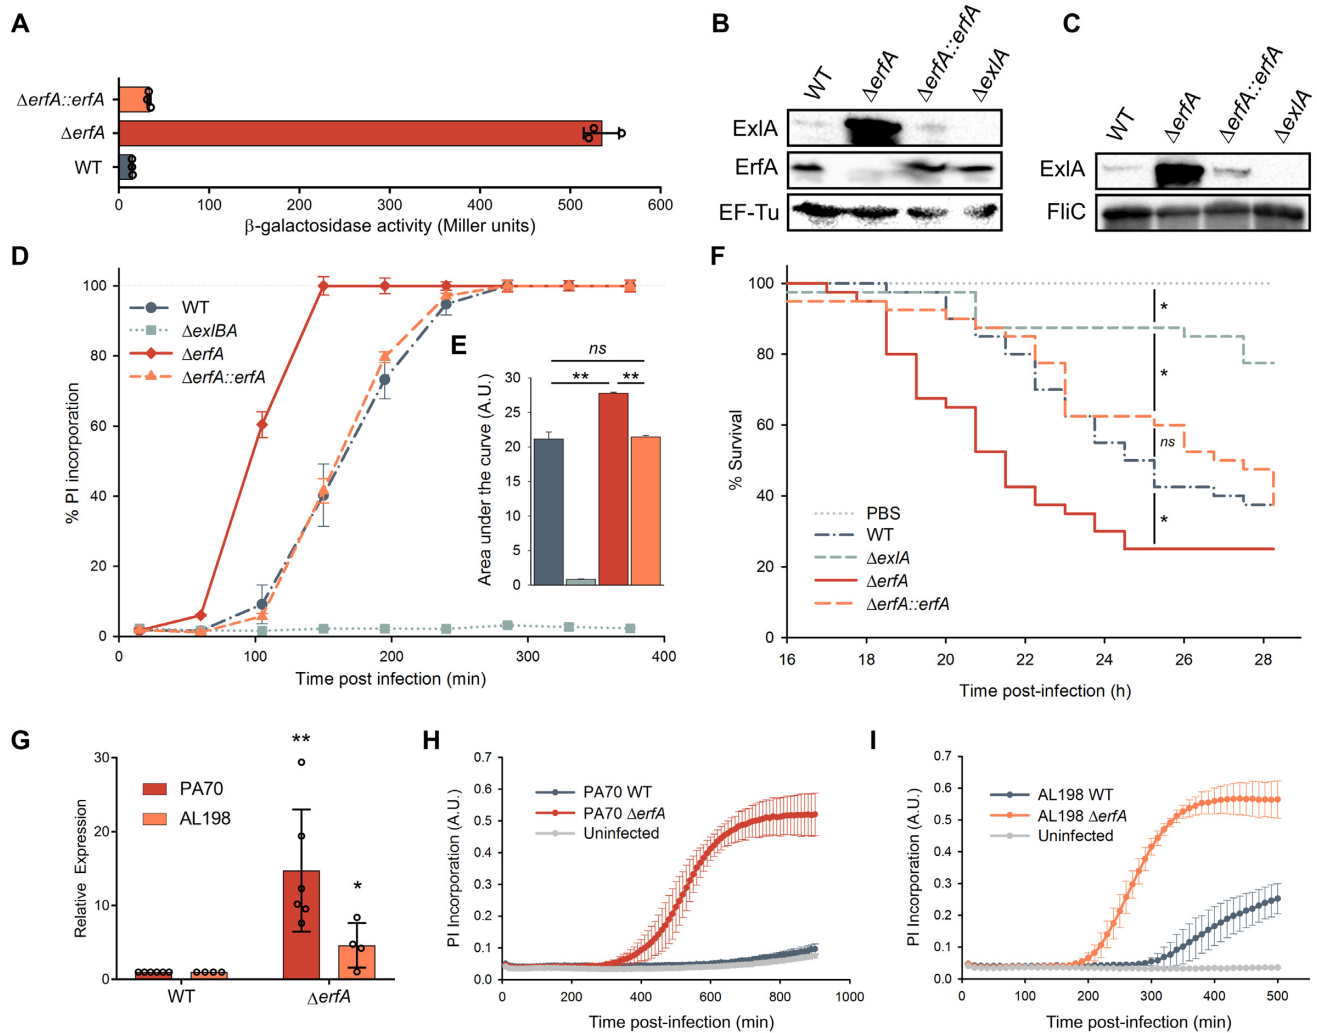 A
ΔerfA::erfA
ΔerfA
WT
0 100 200 300 400 500 600
β-galactosidase activity (Miller units)
B
WT ΔerfA ΔerfA::erfA ΔexlA
ExlA
ErfA
EF-Tu
C
WT ΔerfA ΔerfA::erfA ΔexlA
ExlA
FliC
D
% PI incorporation
100
80
60
40
20
0
WT
ΔexlBA
ΔerfA
ΔerfA::erfA
0 100 200 300 400
Time post infection (min)
E
Area under the curve (A.U.)
30
25
20
15
10
5
0
ns
** **
F
% Survival
100
80
60
40
20
0
*
*
ns
*
PBS
WT
ΔexlA
ΔerfA
ΔerfA::erfA
16 18 20 22 24 26 28
Time post-infection (h)
G
Relative Expression
30
20
10
0
PA70
AL198
**
*
WT ΔerfA
H
PI Incorporation (A.U.)
0.7
0.6
0.5
0.4
0.3
0.2
0.1
0.0
PA70 WT
PA70 ΔerfA
Uninfected
0 200 400 600 800 1000
Time post-infection (min)
I
PI Incorporation (A.U.)
0.7
0.6
0.5
0.4
0.3
0.2
0.1
0.0
AL198 WT
AL198 ΔerfA
Uninfected
0 100 200 300 400 500
Time post-infection (min)